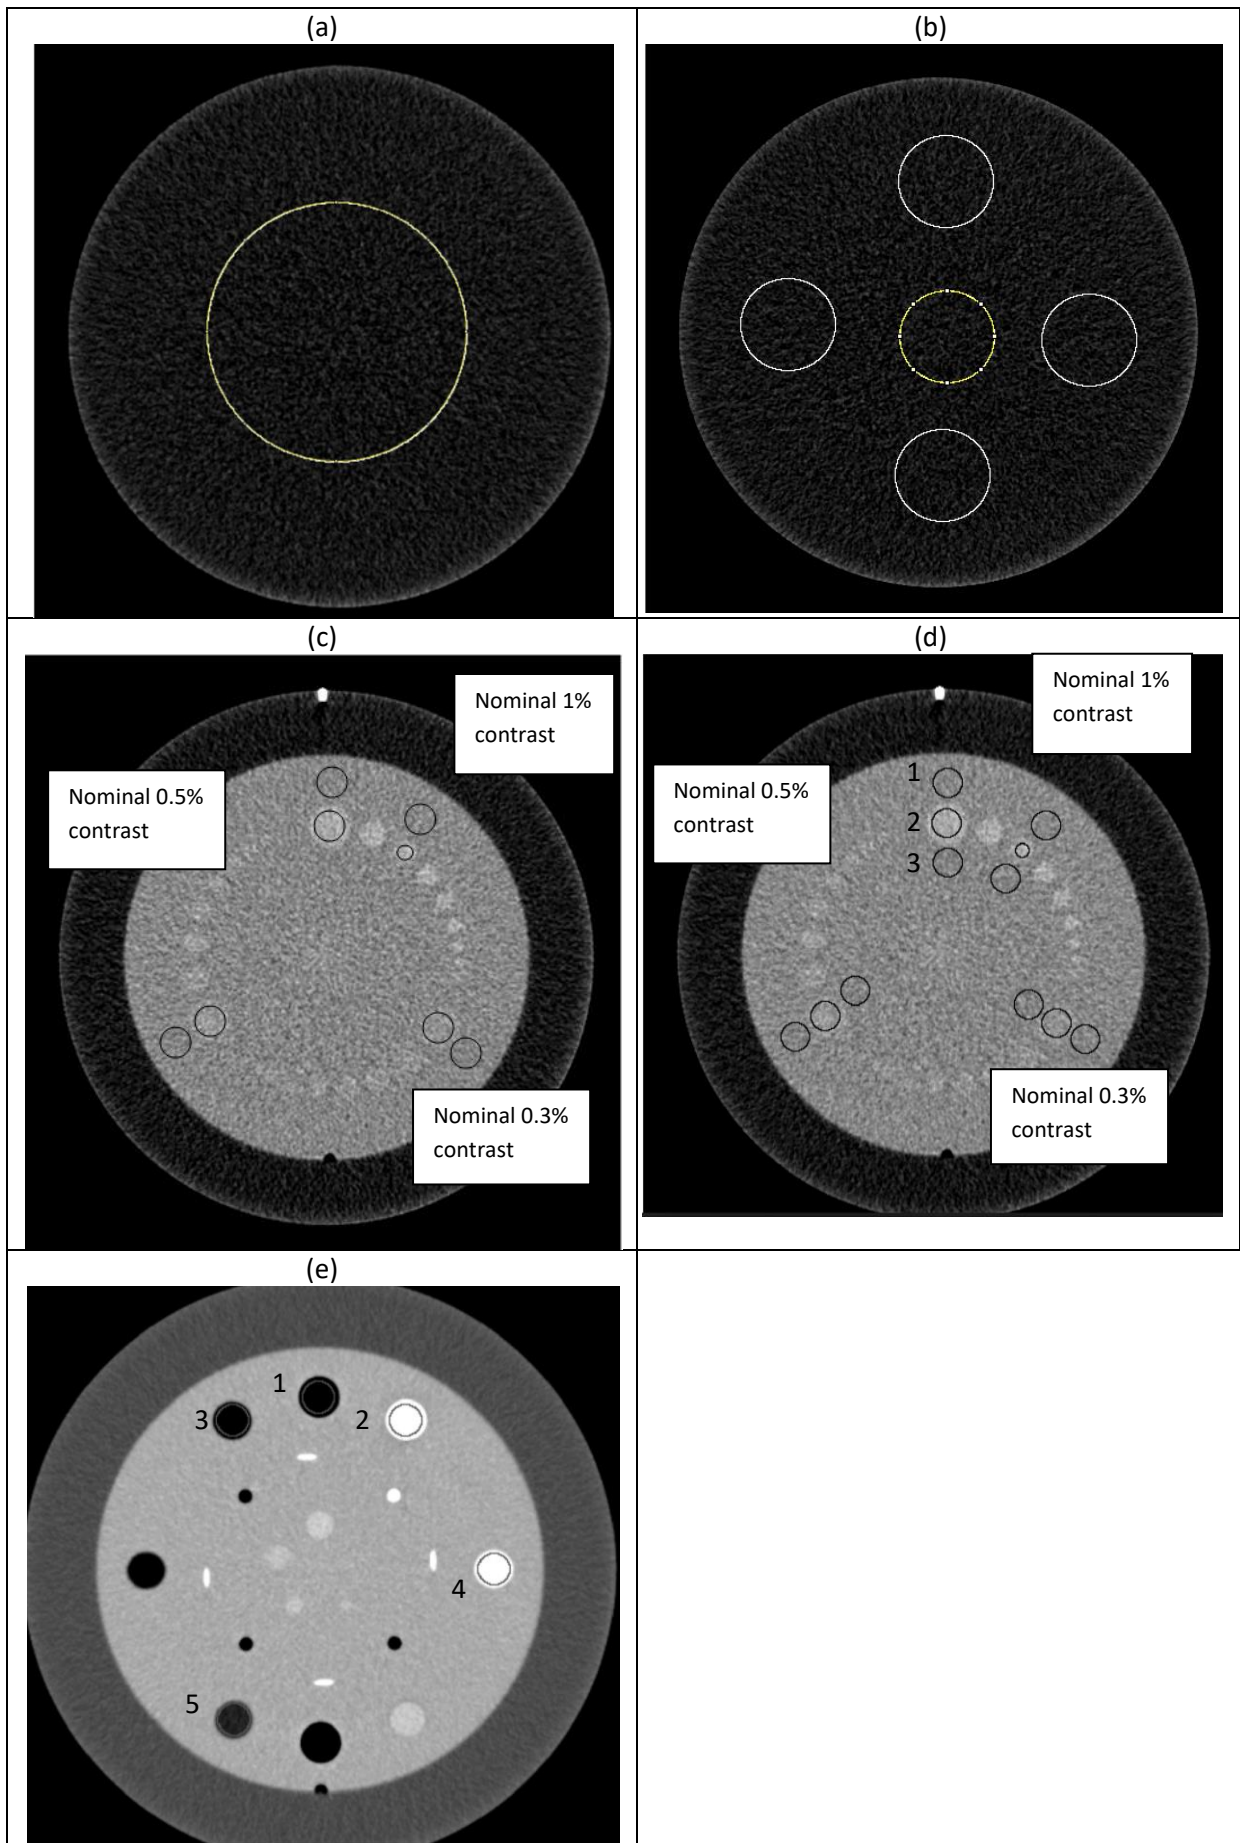 (a)
(b)
(c)
Nominal 1%
contrast
Nominal 0.5%
contrast
Nominal 0.3%
contrast
(d)
Nominal 1%
contrast
Nominal 0.5%
contrast
1
2
3
Nominal 0.3%
contrast
(e)
1
3
2
4
5